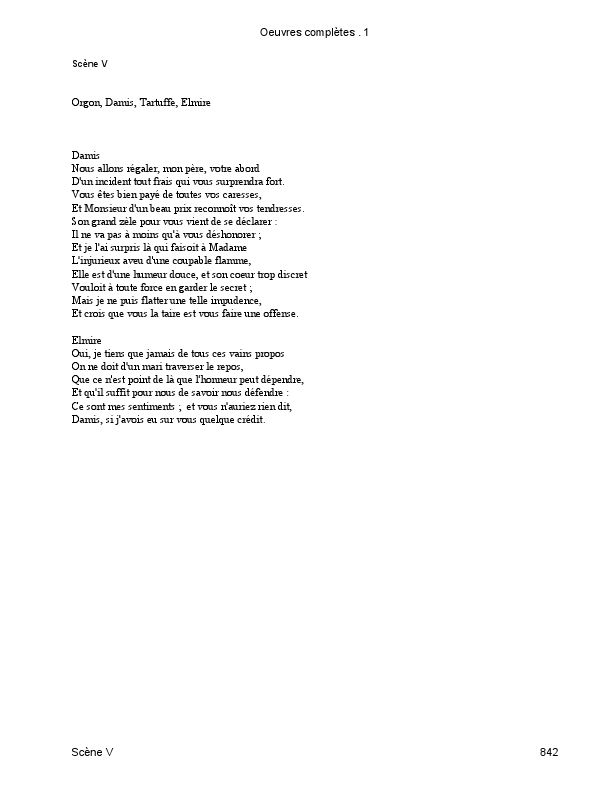 Oeuvres complètes . 1
Scène V
Orgon, Damis, Tartuffe, Elmire
Damis
Nous allons régaler, mon père, votre abord
D'un incident tout frais qui vous surprendra fort.
Vous êtes bien payé de toutes vos caresses,
Et Monsieur d'un beau prix reconnoît vos tendresses.
Son grand zèle pour vous vient de se déclarer :
Il ne va pas à moins qu'à vous déshonorer ;
Et je l'ai surpris là qui faisoit à Madame
L'injurieux aveu d'une coupable flamme,
Elle est d'une humeur douce, et son coeur trop discret
Vouloit à toute force en garder le secret ;
Mais je ne puis flatter une telle impudence,
Et crois que vous la taire est vous faire une offense.
Elmire
Oui, je tiens que jamais de tous ces vains propos
On ne doit d'un mari traverser le repos,
Que ce n'est point de là que l'honneur peut dépendre,
Et qu'il suffit pour nous de savoir nous défendre :
Ce sont mes sentiments ; et vous n'auriez rien dit,
Damis, si j'avois eu sur vous quelque crédit.
Scène V
842